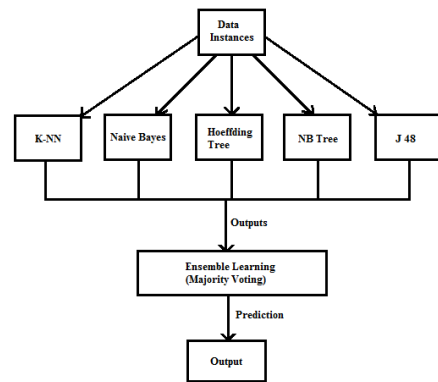 Data
Instances
K-NN
Naive Bayes
Hoeffding
Tree
NB Tree
J 48
Outputs
Ensemble Learning
(Majority Voting)
Prediction
Output